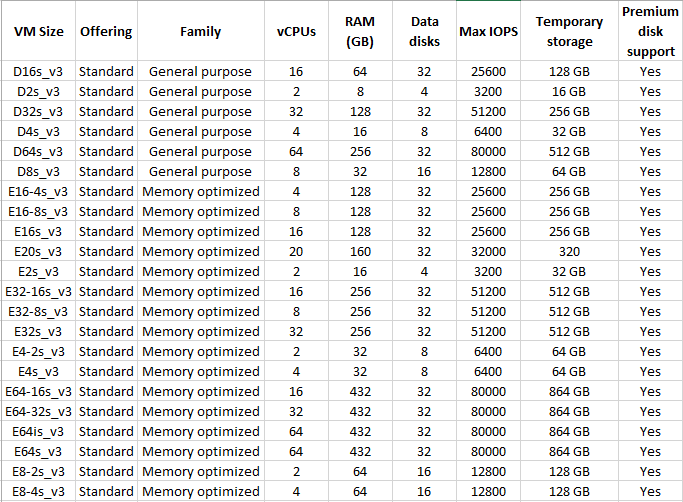 VM Size Offering Family vCPUs RAM (GB) Data disks Max IOPS Temporary storage Premium disk support
D16s_v3 Standard General purpose 16 64 32 25600 128 GB Yes
D2s_v3 Standard General purpose 2 8 4 3200 16 GB Yes
D32s_v3 Standard General purpose 32 128 32 51200 256 GB Yes
D4s_v3 Standard General purpose 4 16 8 6400 32 GB Yes
D64s_v3 Standard General purpose 64 256 32 80000 512 GB Yes
D8s_v3 Standard General purpose 8 32 16 12800 64 GB Yes
E16-4s_v3 Standard Memory optimized 4 128 32 25600 256 GB Yes
E16-8s_v3 Standard Memory optimized 8 128 32 25600 256 GB Yes
E16s_v3 Standard Memory optimized 16 128 32 25600 256 GB Yes
E20s_v3 Standard Memory optimized 20 160 32 32000 320 Yes
E2s_v3 Standard Memory optimized 2 16 4 3200 32 GB Yes
E32-16s_v3 Standard Memory optimized 16 256 32 51200 512 GB Yes
E32-8s_v3 Standard Memory optimized 8 256 32 51200 512 GB Yes
E32s_v3 Standard Memory optimized 32 256 32 51200 512 GB Yes
E4-2s_v3 Standard Memory optimized 2 32 8 6400 64 GB Yes
E4s_v3 Standard Memory optimized 4 32 8 6400 64 GB Yes
E64-16s_v3 Standard Memory optimized 16 432 32 80000 864 GB Yes
E64-32s_v3 Standard Memory optimized 32 432 32 80000 864 GB Yes
E64is_v3 Standard Memory optimized 64 432 32 80000 864 GB Yes
E64s_v3 Standard Memory optimized 64 432 32 80000 864 GB Yes
E8-2s_v3 Standard Memory optimized 2 64 16 12800 128 GB Yes
E8-4s_v3 Standard Memory optimized 4 64 16 12800 128 GB Yes